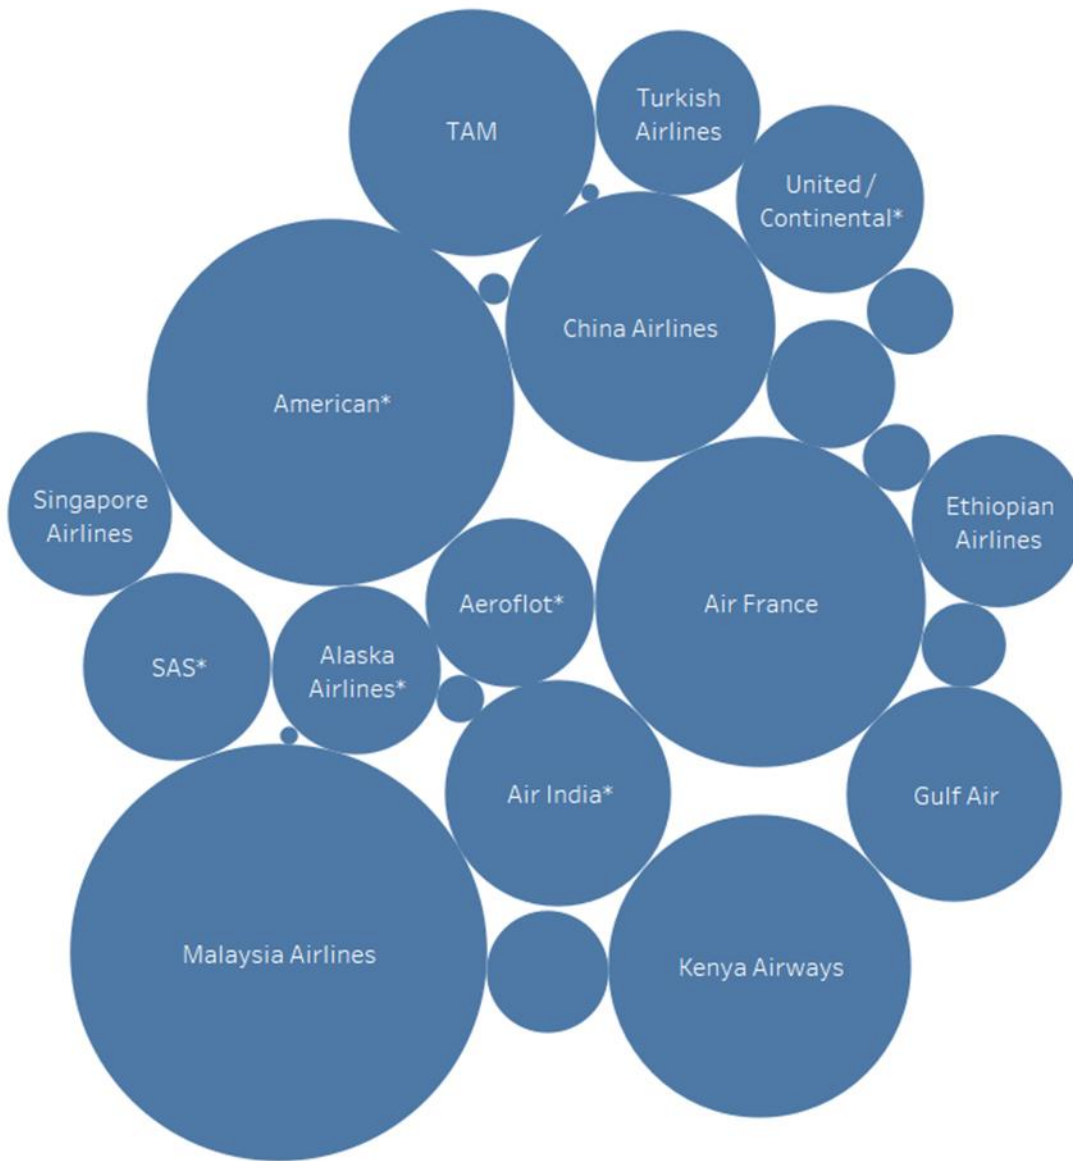 TAM
Turkish
Airlines
United /
Continental*
China Airlines
American*
Singapore
Airlines
Ethiopian
Airlines
Aeroflot*
Air France
SAS*
Alaska
Airlines*
Air India*
Gulf Air
Malaysia Airlines
Kenya Airways